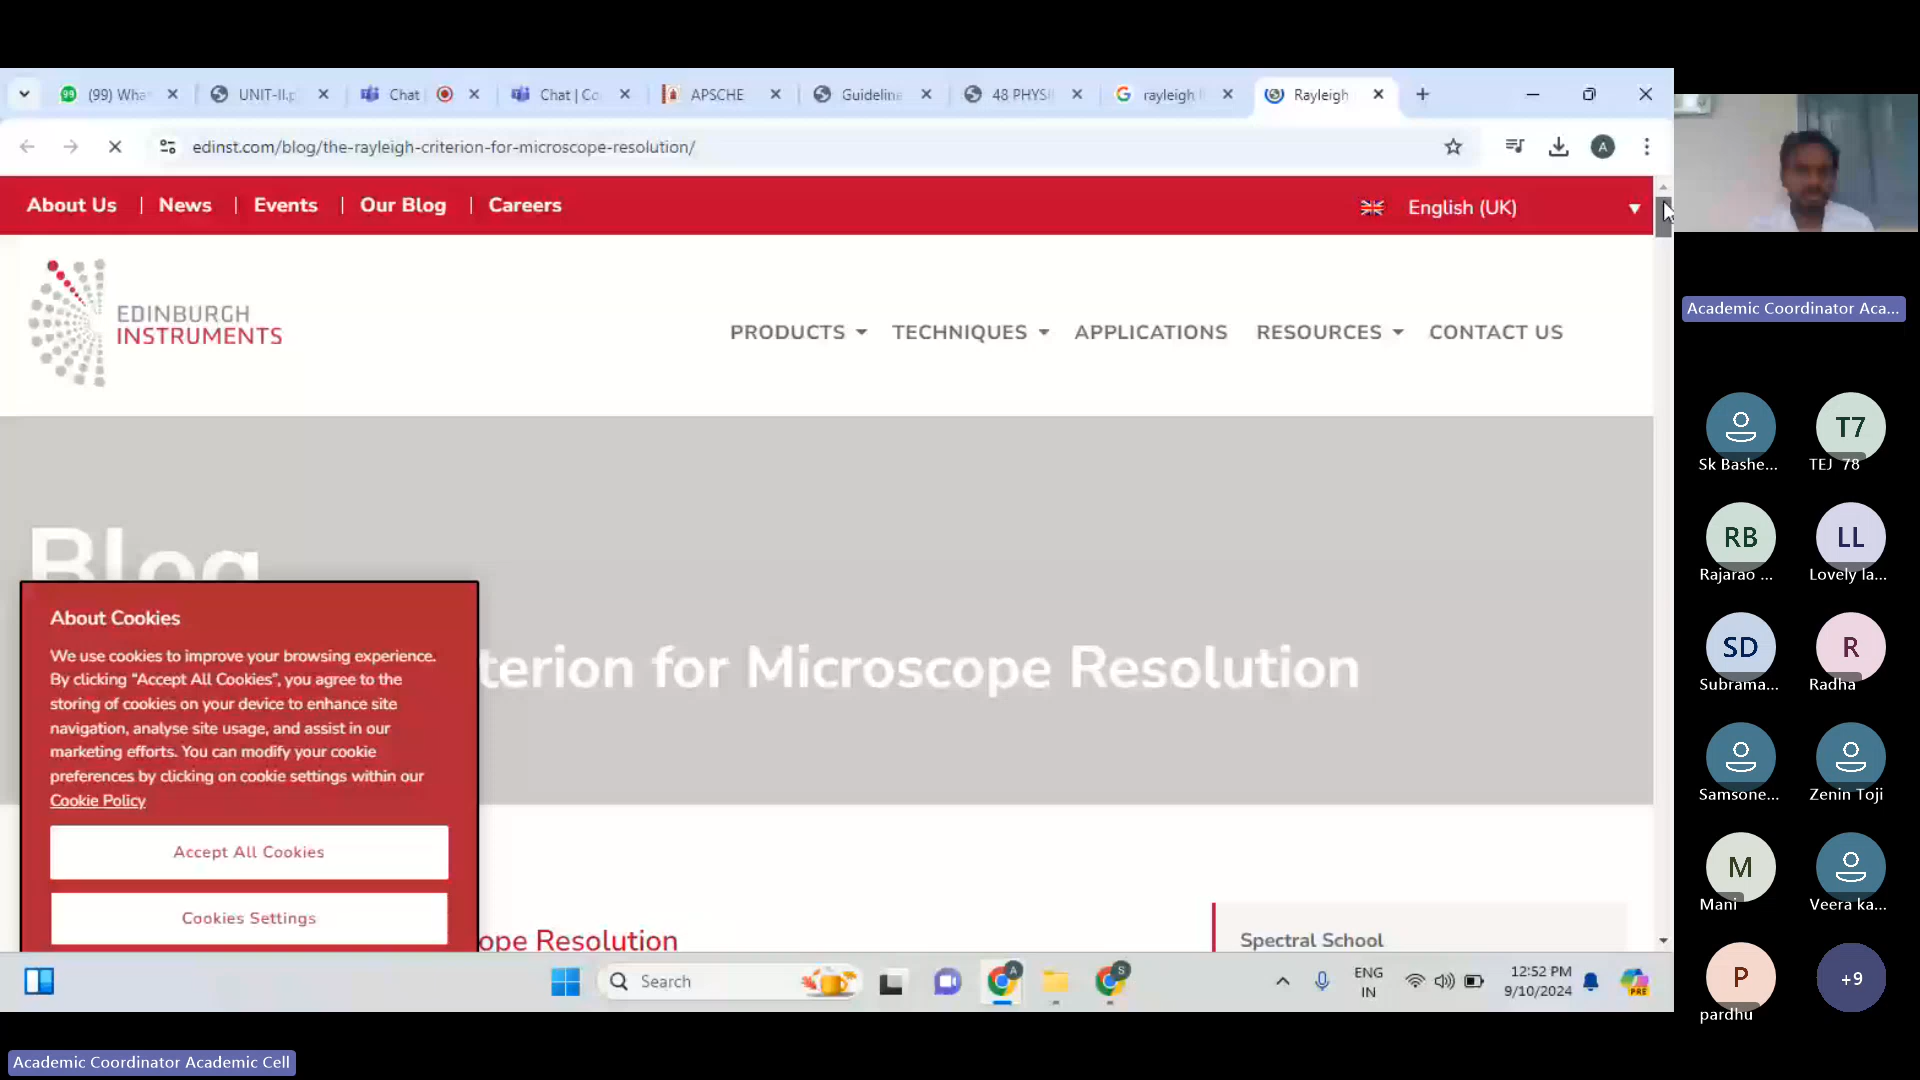 (99) Wha
UNIT-II.p
Chat
Chat | Co
APSCHE
Guideline
48 PHYSI
rayleigh
Rayleigh
edinst.com/blog/the-rayleigh-criterion-for-microscope-resolution/
A
About Us | News | Events | Our Blog | Careers
English (UK)
EDINBURGH
INSTRUMENTS
PRODUCTS
TECHNIQUES
APPLICATIONS
RESOURCES
CONTACT US
Blog
terion for Microscope Resolution
About Cookies
We use cookies to improve your browsing experience.
By clicking “Accept All Cookies”, you agree to the
storing of cookies on your device to enhance site
navigation, analyse site usage, and assist in our
marketing efforts. You can modify your cookie
preferences by clicking on cookie settings within our
Cookie Policy
Accept All Cookies
Cookies Settings
ope Resolution
Spectral School
Search
A
S
ENG
IN
12:52 PM
9/10/2024
PRE
Academic Coordinator Aca...
Sk Bashe...
T7
TEJ 78
RB
Rajarao ...
LL
Lovely la...
SD
Subrama...
R
Radha
Samsone...
Zenin Toji
M
Mani
Veera ka...
P
pardhu
+9
Academic Coordinator Academic Cell